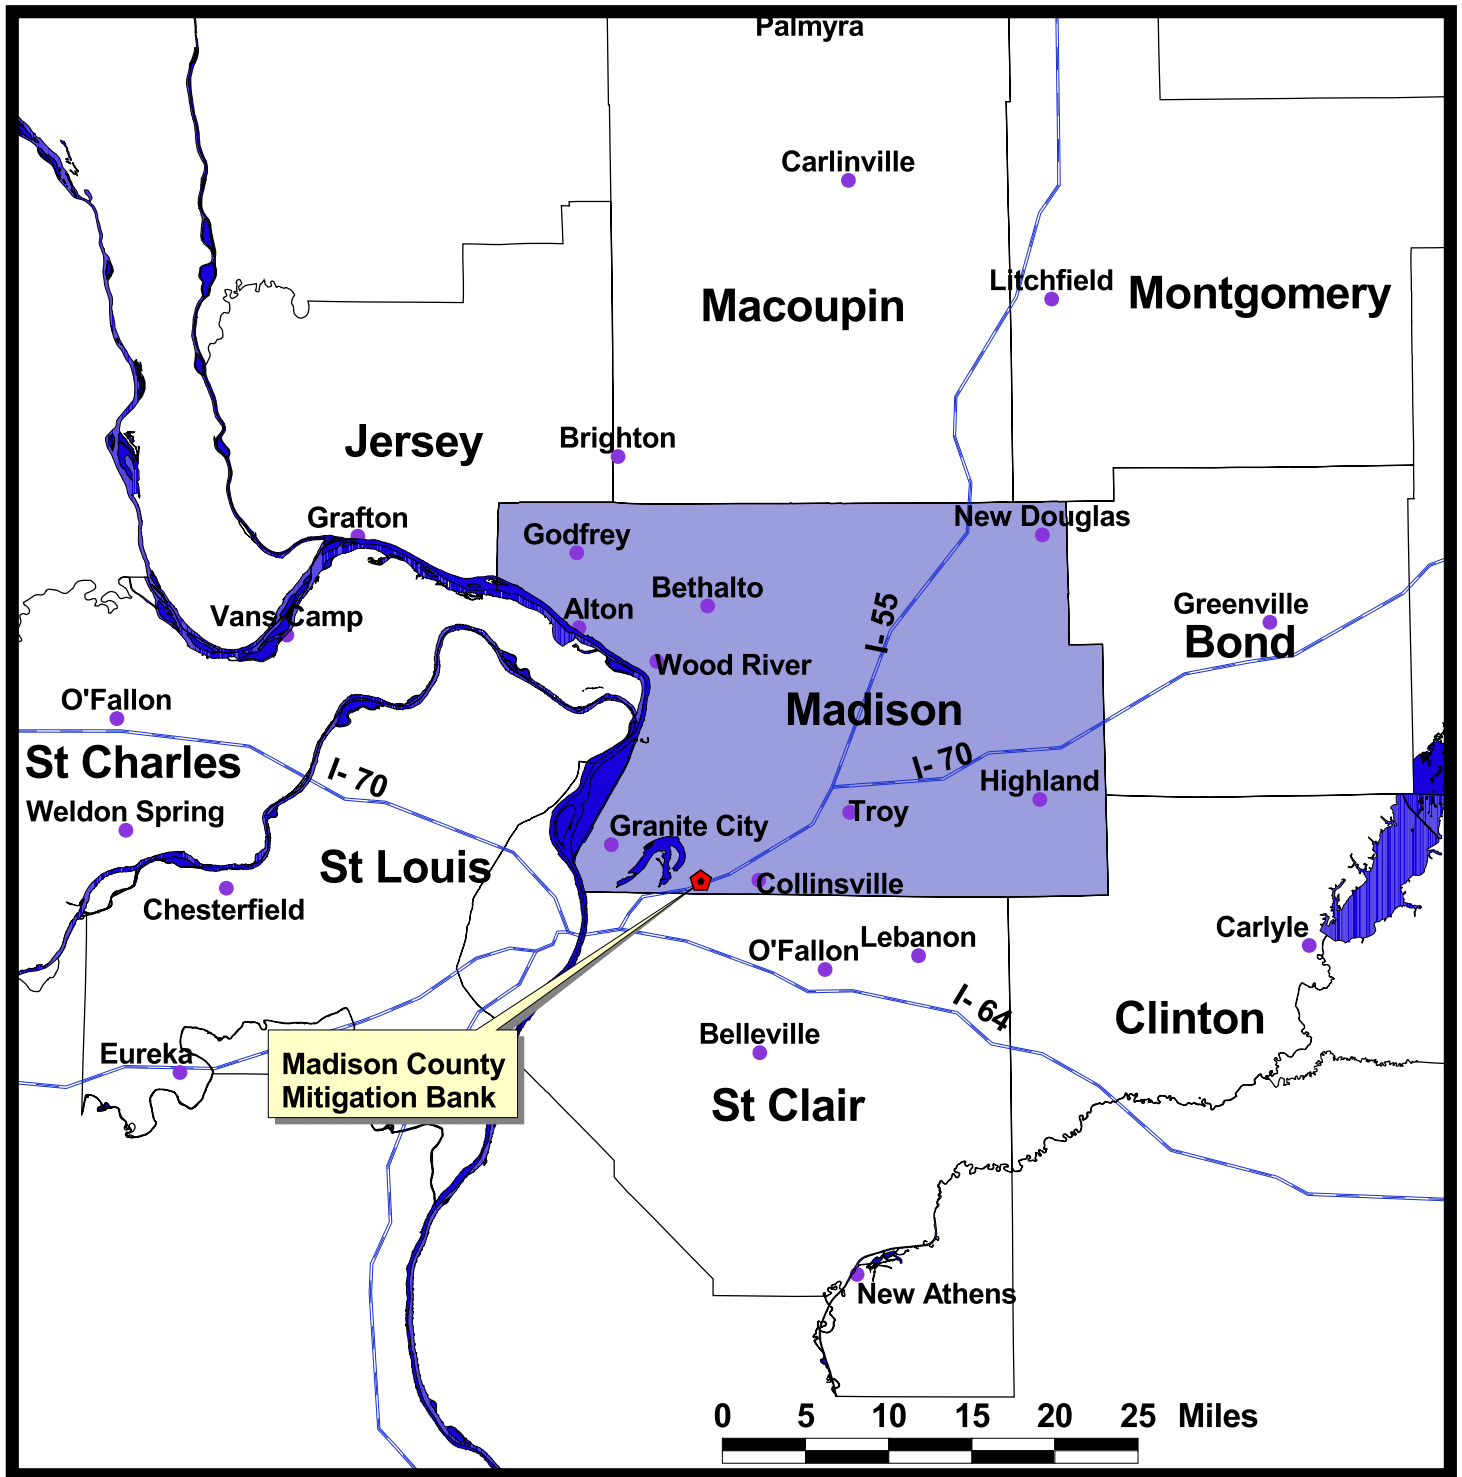 Palmyra
Carlinville
Litchfield
Montgomery
Macoupin
Brighton
Jersey
Grafton
New Douglas
Godfrey
Bethalto
Alton
I- 55
Greenville
Bond
Vans Camp
Wood River
O'Fallon
Madison
St Charles
I- 70
I- 70
Highland
Weldon Spring
Troy
Granite City
St Louis
Collinsville
Chesterfield
Carlyle
O'Fallon
Lebanon
I- 64
Clinton
Belleville
Eureka
Madison County
Mitigation Bank
St Clair
New Athens
0 5 10 15 20 25 Miles